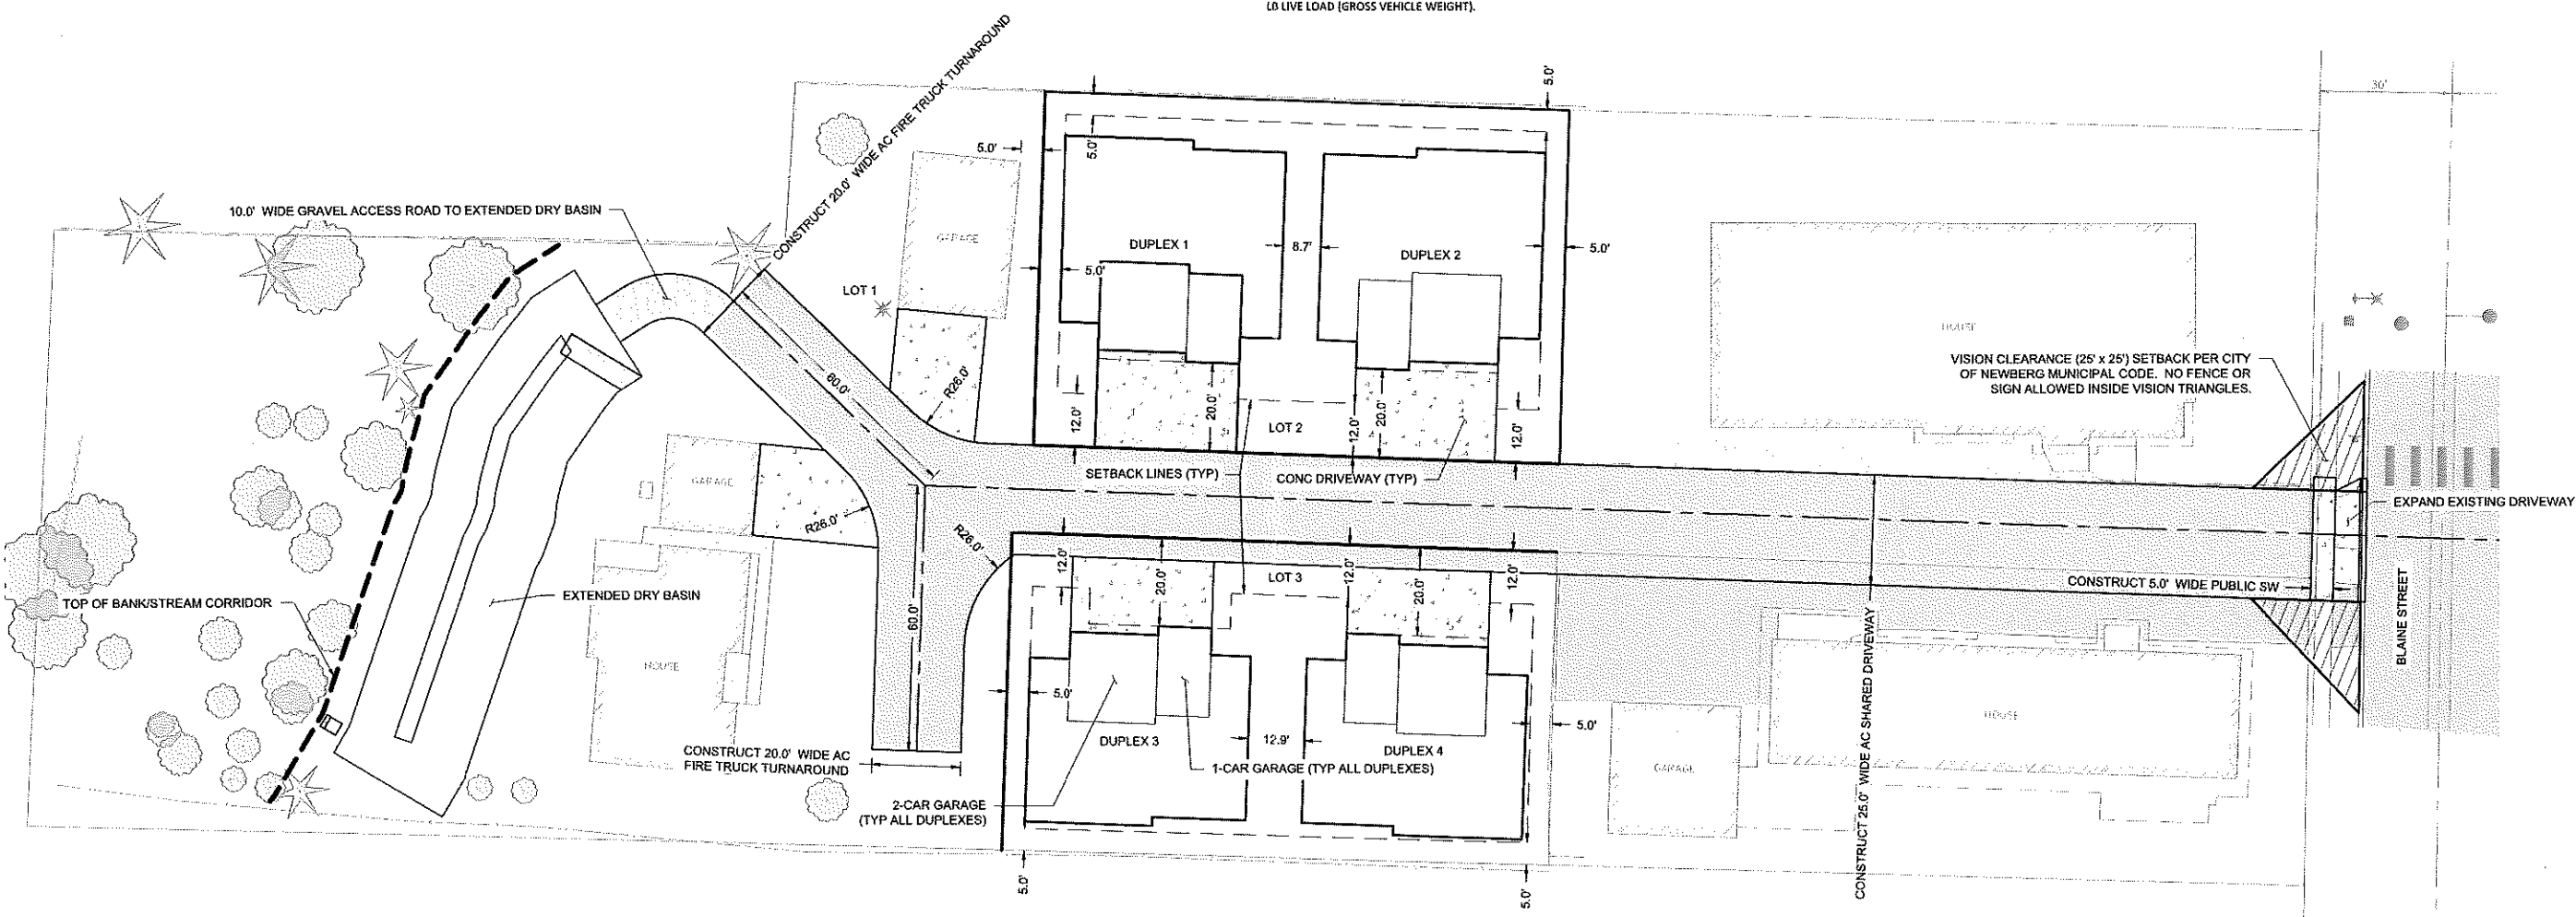 LB LIVE LOAD (GROSS VEHICLE WEIGHT).
CONSTRUCT 20.0' WIDE AC FIRE TRUCK TURNAROUND
5.0'
30'
10.0' WIDE GRAVEL ACCESS ROAD TO EXTENDED DRY BASIN
5.0'
5.0'
GARAGE
DUPLEX 1
8.7'
DUPLEX 2
5.0'
5.0'
LOT 1
HOUSE
VISION CLEARANCE (25' x 25') SETBACK PER CITY
OF NEWBERG MUNICIPAL CODE. NO FENCE OR
SIGN ALLOWED INSIDE VISION TRIANGLES.
60.0'
R26.0'
12.0'
20.0'
LOT 2
12.0'
20.0'
12.0'
SETBACK LINES (TYP)
CONC DRIVEWAY (TYP)
GARAGE
EXPAND EXISTING DRIVEWAY
R26.0'
R26.0'
12.0'
20.0'
LOT 3
12.0'
20.0'
12.0'
CONSTRUCT 5.0' WIDE PUBLIC SW
BLAINE STREET
TOP OF BANK/STREAM CORRIDOR
EXTENDED DRY BASIN
60.0'
HOUSE
5.0'
5.0'
HOUSE
DUPLEX 3
12.9'
DUPLEX 4
CONSTRUCT 20.0' WIDE AC
FIRE TRUCK TURNAROUND
1-CAR GARAGE (TYP ALL DUPLEXES)
GARAGE
2-CAR GARAGE
(TYP ALL DUPLEXES)
CONSTRUCT 25.0' WIDE AC SHARED DRIVEWAY
5.0'
5.0'